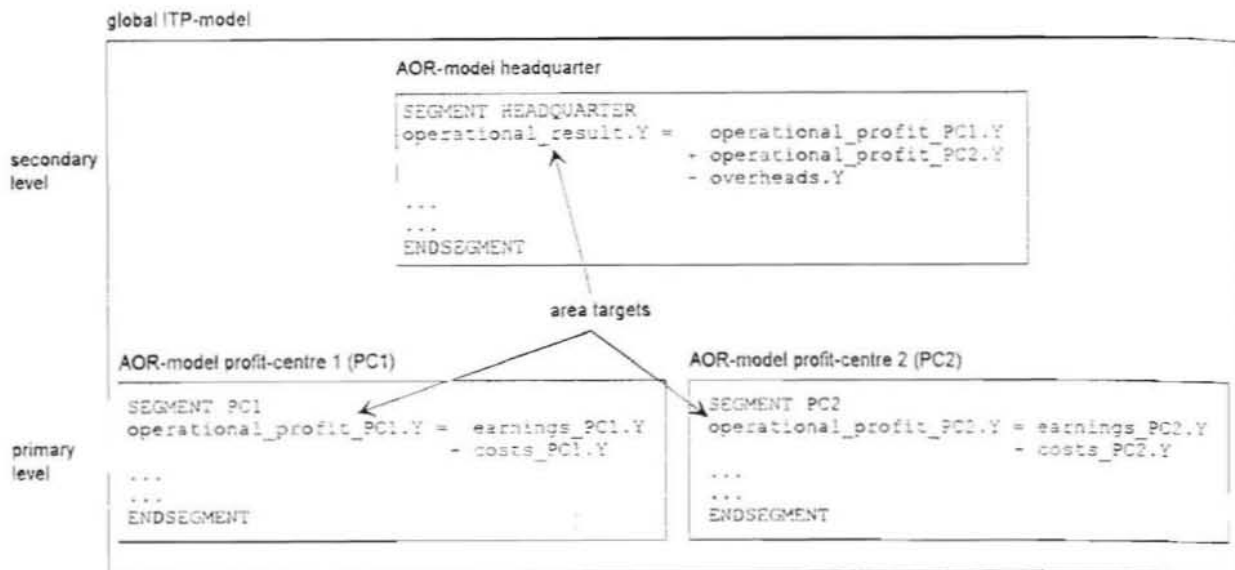 global ITP-model
AOR-model headquarter
SEGMENT HEADQUARTER
operational_result.Y = operational_profit_PC1.Y
+ operational_profit_PC2.Y
- overheads.Y
...
...
ENDSEGMENT
secondary
level
area targets
AOR-model profit-centre 1 (PC1)
SEGMENT PC1
operational_profit_PC1.Y = earnings_PC1.Y
- costs_PC1.Y
...
...
ENDSEGMENT
AOR-model profit-centre 2 (PC2)
SEGMENT PC2
operational_profit_PC2.Y = earnings_PC2.Y
- costs_PC2.Y
...
...
ENDSEGMENT
primary
level